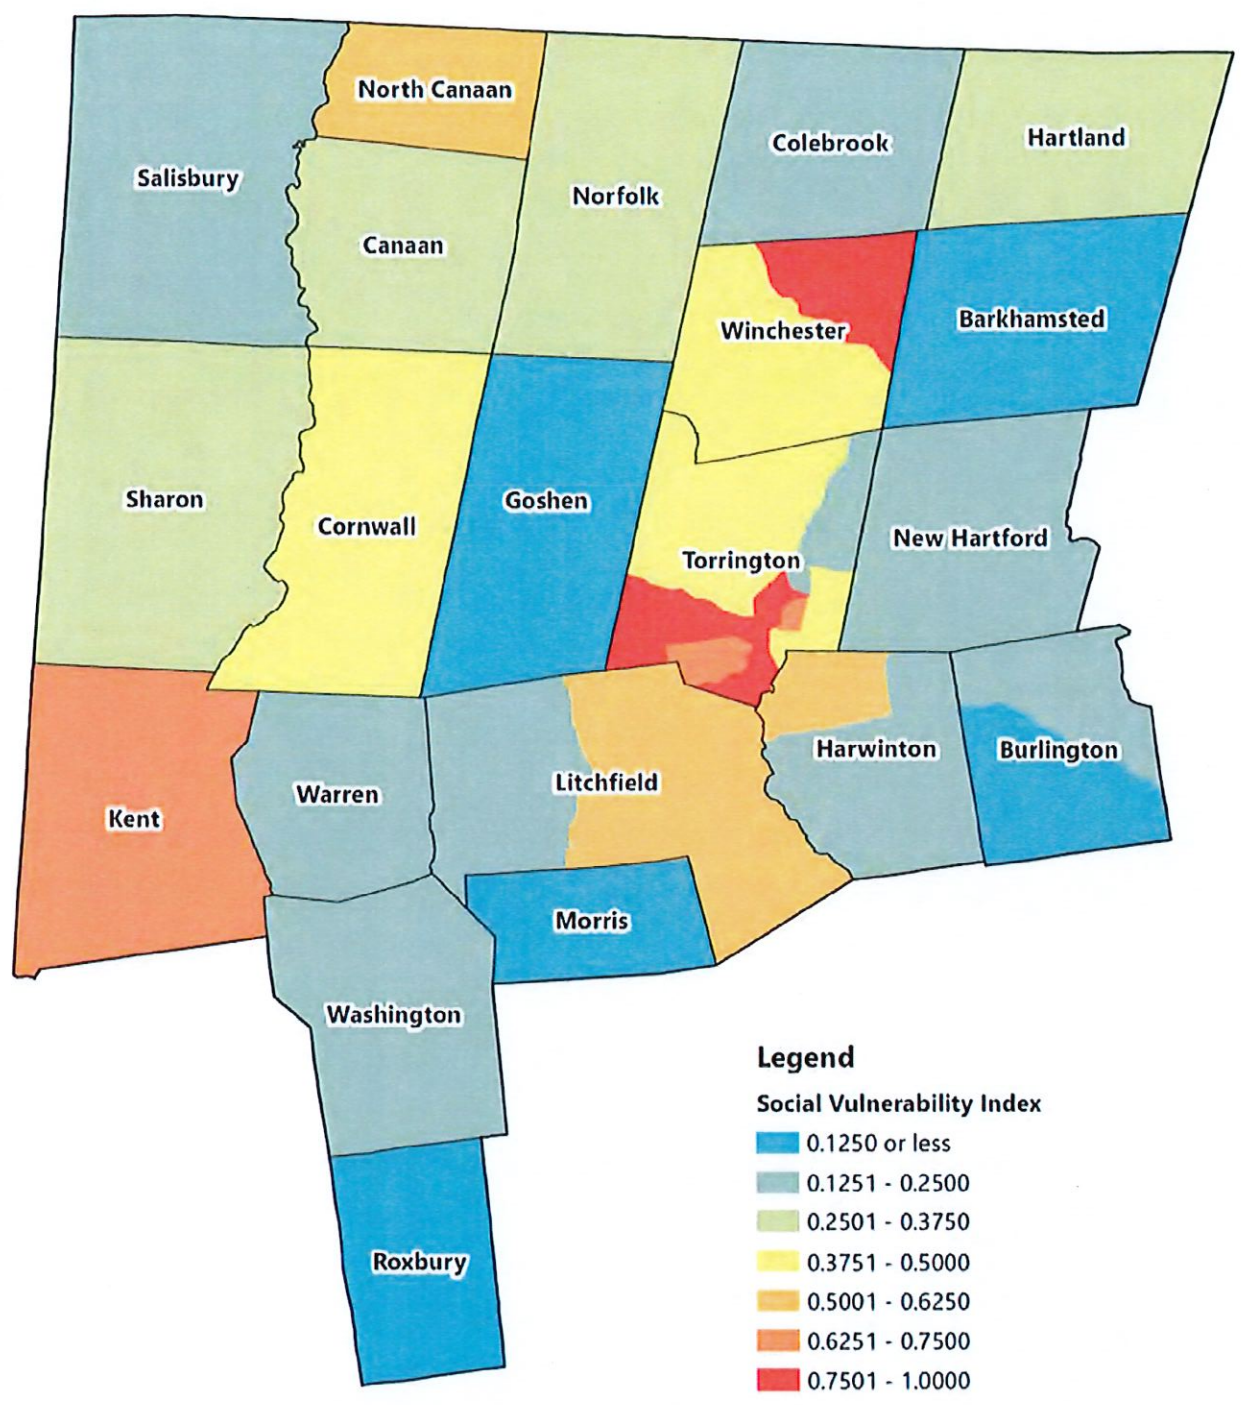 North Canaan
Colebrook
Hartland
Salisbury
Norfolk
Canaan
Winchester
Barkhamsted
Sharon
Cornwall
Goshen
New Hartford
Torrington
Harwinton
Burlington
Litchfield
Warren
Kent
Morris
Washington
Roxbury
Legend
Social Vulnerability Index
0.1250 or less
0.1251 - 0.2500
0.2501 - 0.3750
0.3751 - 0.5000
0.5001 - 0.6250
0.6251 - 0.7500
0.7501 - 1.0000